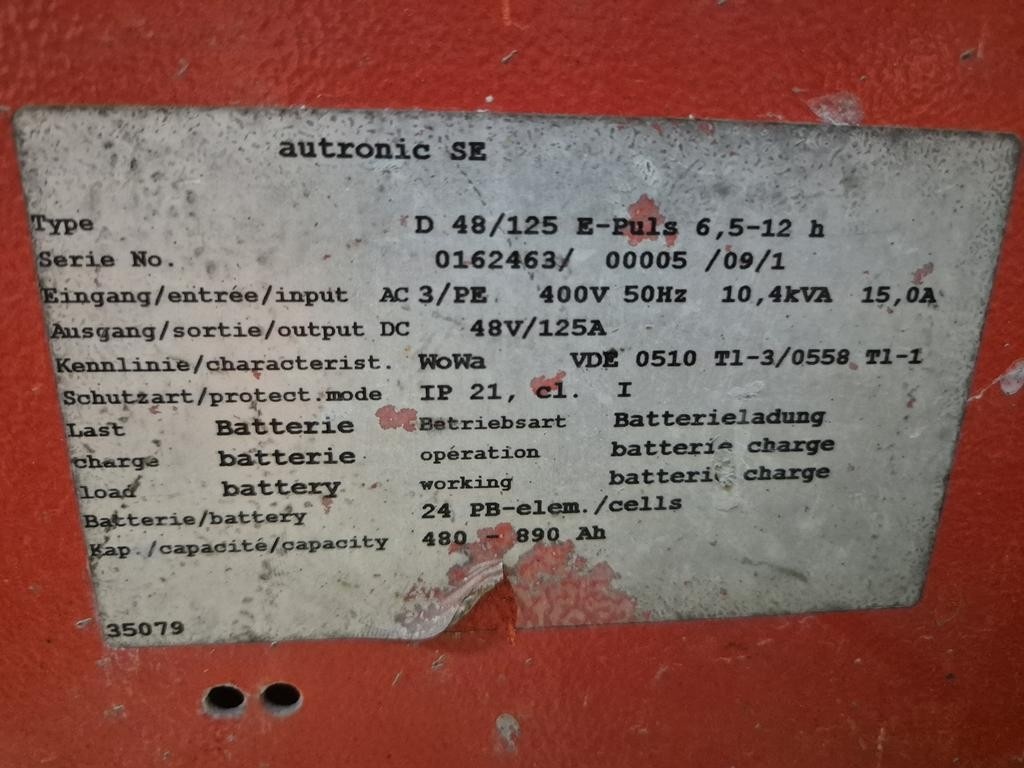 autronic SE
Type D 48/125 E-Puls 6,5-12 h
Serie No. 0162463/ 00005 /09/1
Eingang/entrée/input AC 3/PE 400V 50Hz 10,4kVA 15,0A
Ausgang/sortie/output DC 48V/125A
Kennlinie/characterist. WoWa VDE 0510 T1-3/0558 T1-1
Schutzart/protect.mode IP 21, cl. I
Last Batterie Betriebsart Batterieladung
charge batterie opération batterie charge
load battery working batterie charge
Batterie/battery 24 PB-elem./cells
Kap./capacité/capacity 480 - 890 Ah
35079